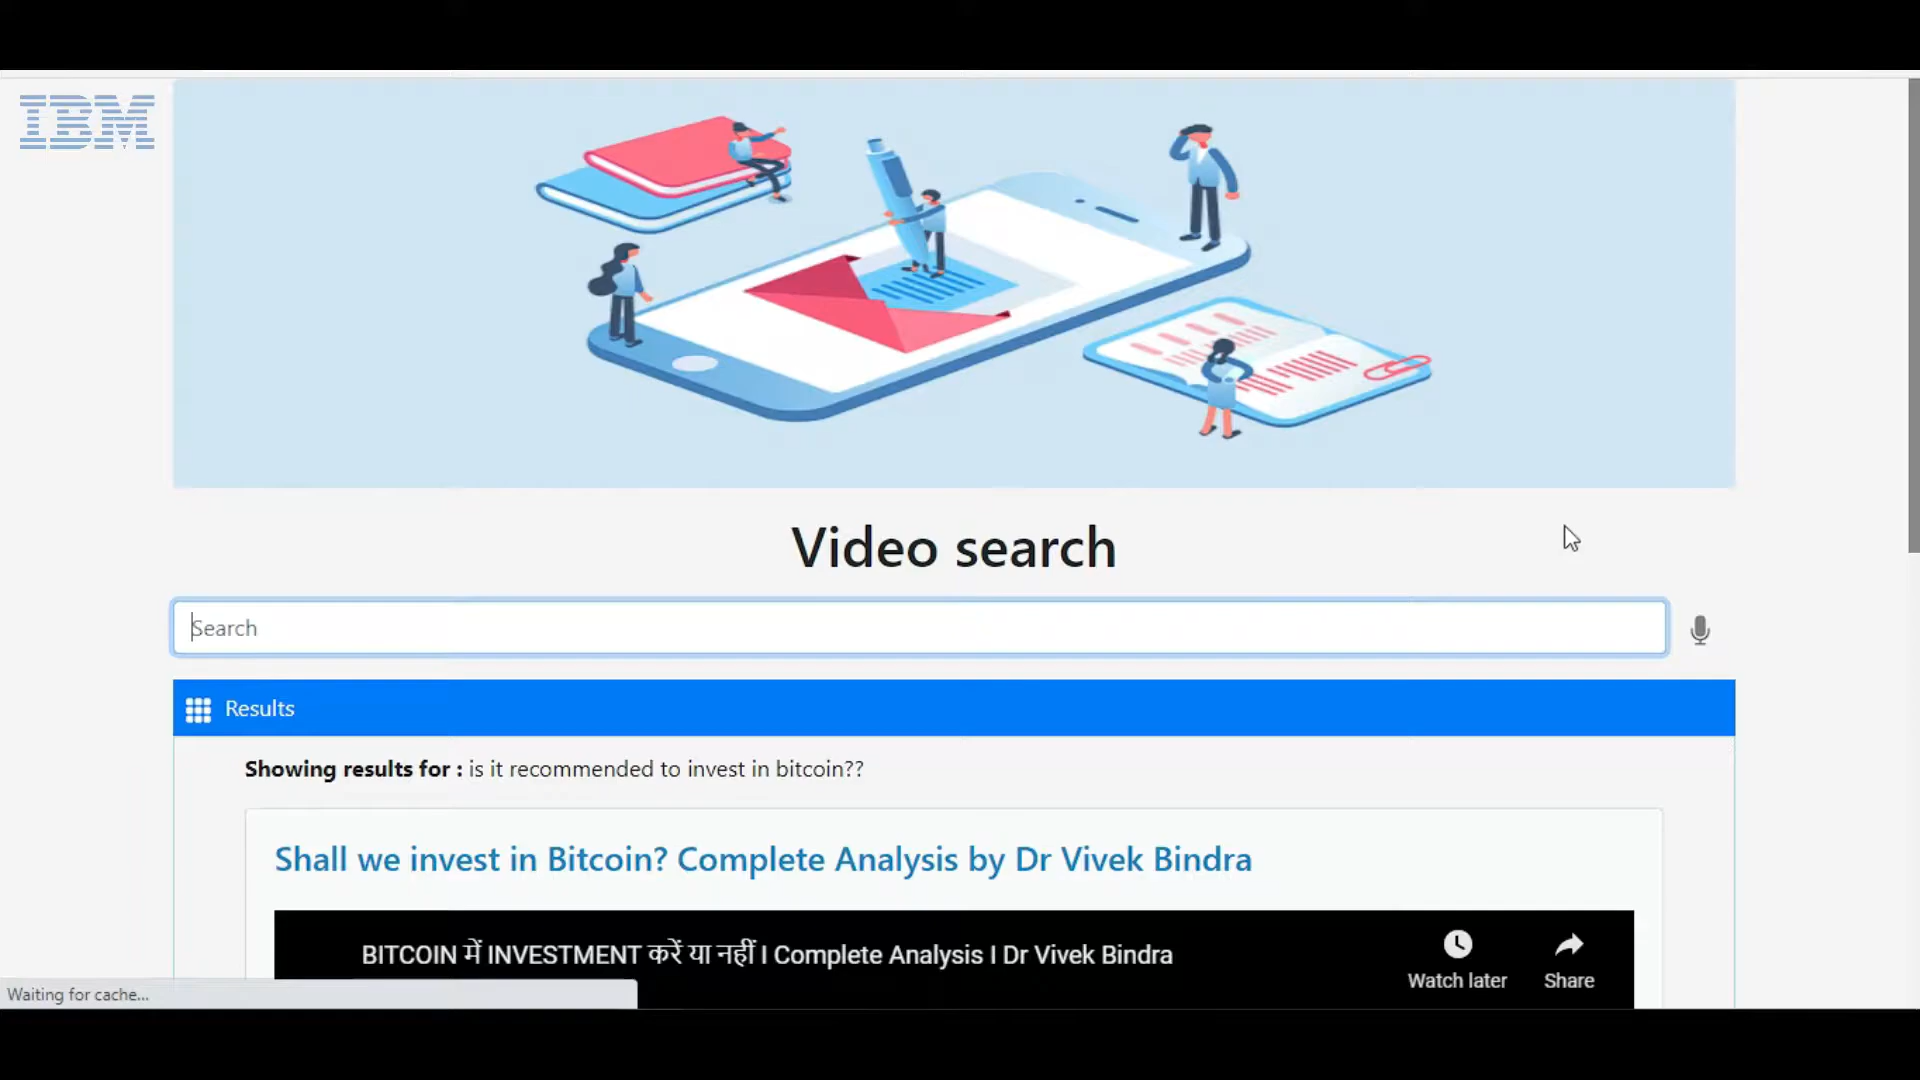 IBM
Video search
Search
Results
Showing results for : is it recommended to invest in bitcoin??
Shall we invest in Bitcoin? Complete Analysis by Dr Vivek Bindra
BITCOIN में INVESTMENT करें या नहीं I Complete Analysis I Dr Vivek Bindra
Watch later
Share
Waiting for cache...